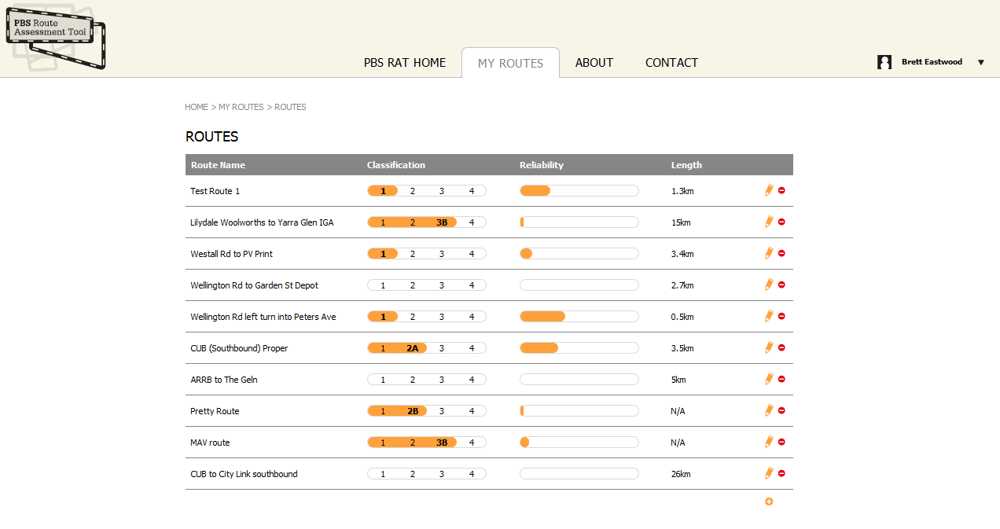 PBS Route
Assessment Tool
PBS RAT HOME MY ROUTES ABOUT CONTACT Brett Eastwood ▼
HOME > MY ROUTES > ROUTES
ROUTES
Route Name Classification Reliability Length
Test Route 1 1 2 3 4 1.3km
Lilydale Woolworths to Yarra Glen IGA 1 2 3B 4 15km
Westall Rd to PV Print 1 2 3 4 3.4km
Wellington Rd to Garden St Depot 1 2 3 4 2.7km
Wellington Rd left turn into Peters Ave 1 2 3 4 0.5km
CUB (Southbound) Proper 1 2A 3 4 3.5km
ARRB to The Geln 1 2 3 4 5km
Pretty Route 1 2B 3 4 N/A
MAV route 1 2 3B 4 N/A
CUB to City Link southbound 1 2 3 4 26km